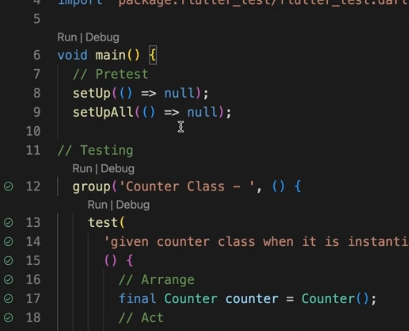 4 import 'package:flutter_test/flutter_test.dart
5
Run | Debug
6 void main() {
7 // Pretest
8 setUp(() => null);
9 setUpAll(() => null);
10
11 // Testing
Run | Debug
12 group('Counter Class - ', () {
Run | Debug
13 test(
14 'given counter class when it is instanti
15 () {
16 // Arrange
17 final Counter counter = Counter();
18 // Act